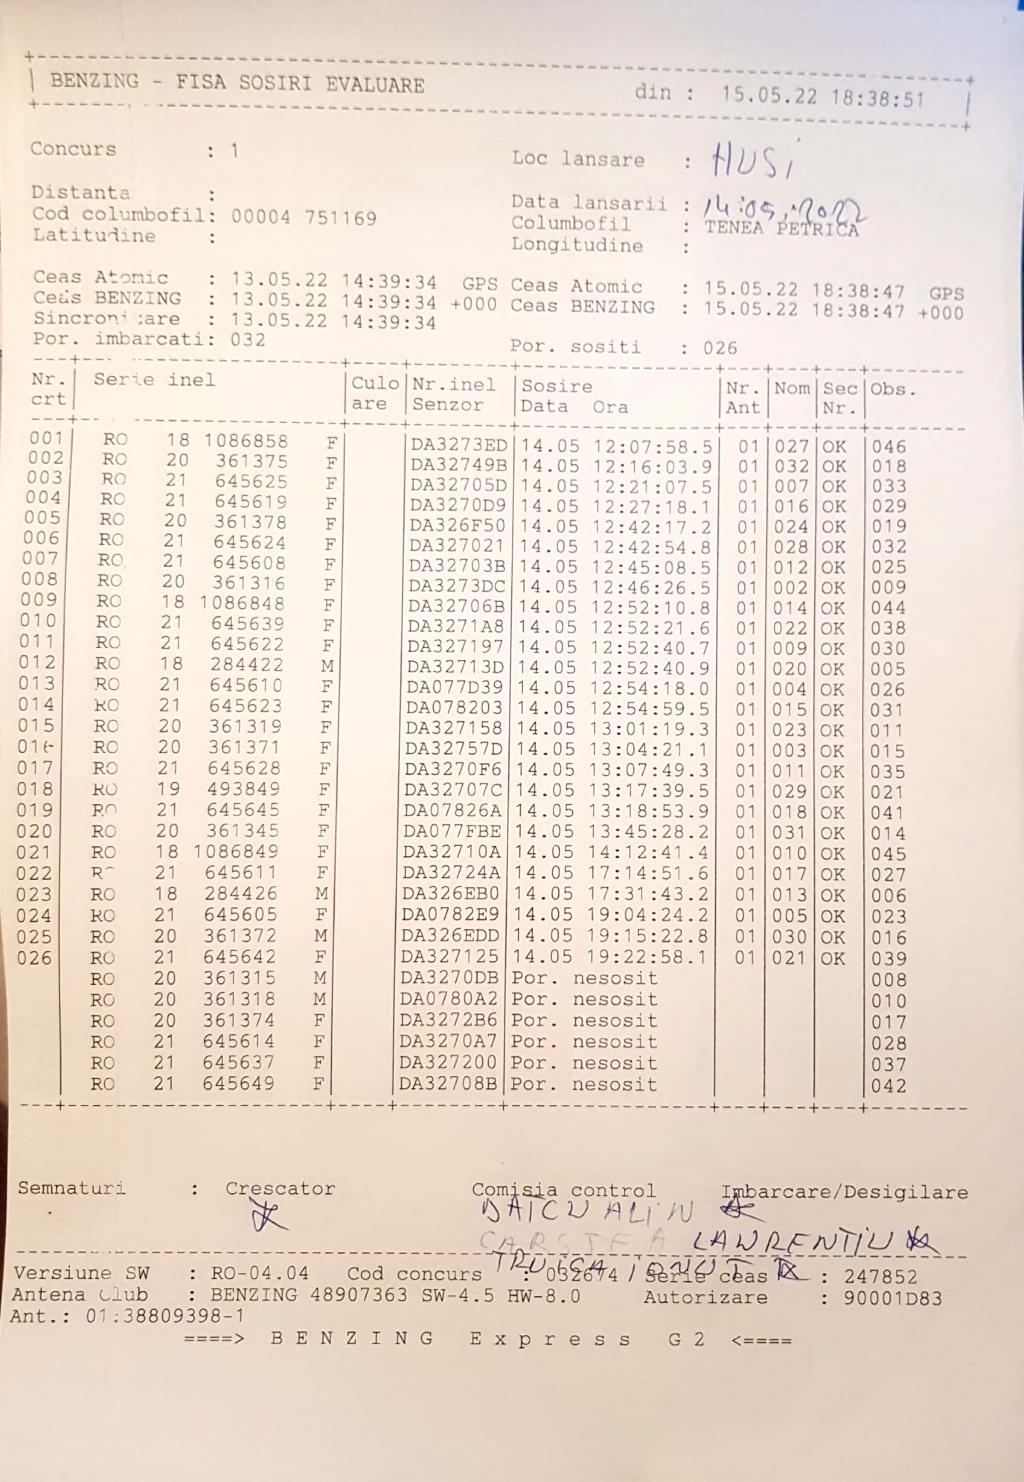 BENZING - FISA SOSIRI EVALUARE din : 15.05.22 18:38:51
Concurs : 1 Loc lansare : HUSI
Distanta : Data lansarii : 14.05.2022
Cod columbofil: 00004 751169 Columbofil : TENEA PETRICA
Latitudine : Longitudine :
Ceas Atomic : 13.05.22 14:39:34 GPS Ceas Atomic : 15.05.22 18:38:47 GPS
Ceas BENZING : 13.05.22 14:39:34 +000 Ceas BENZING : 15.05.22 18:38:47 +000
Sincronizare : 13.05.22 14:39:34
Por. imbarcati: 032 Por. sositi : 026
Nr. Serie inel Culo Nr.inel Sosire Nr. Nom Sec Obs.
crt are Senzor Data Ora Ant Nr.
001 RO 18 1086858 F DA3273ED 14.05 12:07:58.5 01 027 OK 046
002 RO 20 361375 F DA32749B 14.05 12:16:03.9 01 032 OK 018
003 RO 21 645625 F DA32705D 14.05 12:21:07.5 01 007 OK 033
004 RO 21 645619 F DA3270D9 14.05 12:27:18.1 01 016 OK 029
005 RO 20 361378 F DA326F50 14.05 12:42:17.2 01 024 OK 019
006 RO 21 645624 F DA327021 14.05 12:42:54.8 01 028 OK 032
007 RO 21 645608 F DA32703B 14.05 12:45:08.5 01 012 OK 025
008 RO 20 361316 F DA3273DC 14.05 12:46:26.5 01 002 OK 009
009 RO 18 1086848 F DA32706B 14.05 12:52:10.8 01 014 OK 044
010 RO 21 645639 F DA3271A8 14.05 12:52:21.6 01 022 OK 038
011 RO 21 645622 F DA327197 14.05 12:52:40.7 01 009 OK 030
012 RO 18 284422 M DA32713D 14.05 12:52:40.9 01 020 OK 005
013 RO 21 645610 F DA077D39 14.05 12:54:18.0 01 004 OK 026
014 RO 21 645623 F DA078203 14.05 12:54:59.5 01 015 OK 031
015 RO 20 361319 F DA327158 14.05 13:01:19.3 01 023 OK 011
016 RO 20 361371 F DA32757D 14.05 13:04:21.1 01 003 OK 015
017 RO 21 645628 F DA3270F6 14.05 13:07:49.3 01 011 OK 035
018 RO 19 493849 F DA32707C 14.05 13:17:39.5 01 029 OK 021
019 RO 21 645645 F DA07826A 14.05 13:18:53.9 01 018 OK 041
020 RO 20 361345 F DA077FBE 14.05 13:45:28.2 01 031 OK 014
021 RO 18 1086849 F DA32710A 14.05 14:12:41.4 01 010 OK 045
022 RO 21 645611 F DA32724A 14.05 17:14:51.6 01 017 OK 027
023 RO 18 284426 M DA326EB0 14.05 17:31:43.2 01 013 OK 006
024 RO 21 645605 F DA0782E9 14.05 19:04:24.2 01 005 OK 023
025 RO 20 361372 M DA326EDD 14.05 19:15:22.8 01 030 OK 016
026 RO 21 645642 F DA327125 14.05 19:22:58.1 01 021 OK 039
RO 20 361315 M DA3270DB Por. nesosit 008
RO 20 361318 M DA0780A2 Por. nesosit 010
RO 20 361374 F DA3272B6 Por. nesosit 017
RO 21 645614 F DA3270A7 Por. nesosit 028
RO 21 645637 F DA327200 Por. nesosit 037
RO 21 645649 F DA32708B Por. nesosit 042
Semnaturi : Crescator Comisia control Imbarcare/Desigilare
DAICU ALIN
CARSTEA LAURENTIU
Versiune SW : RO-04.04 Cod concurs : 032674 Serie ceas : 247852
Antena Club : BENZING 48907363 SW-4.5 HW-8.0 Autorizare : 90001D83
Ant.: 01:38809398-1
====> B E N Z I N G E x p r e s s G 2 <====